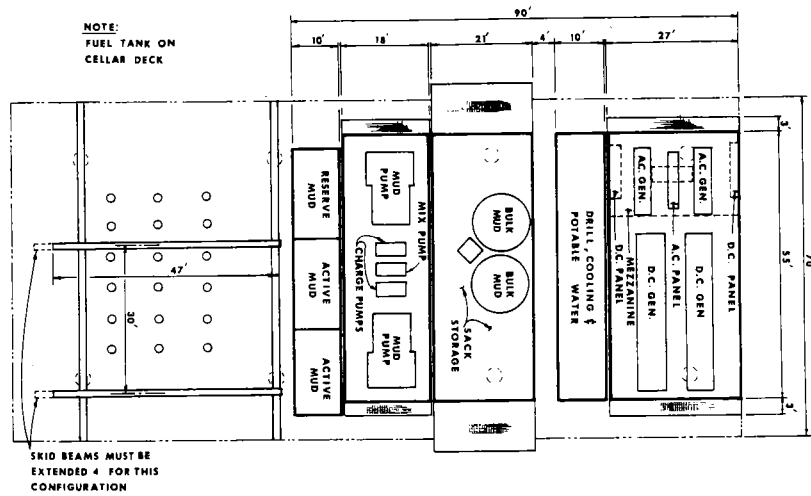 NOTE:
FUEL TANK ON
CELLAR DECK
90'
10'
18'
21'
4'
10'
27'
3'
55'
3'
47'
30'
RESERVE
MUD
ACTIVE
MUD
ACTIVE
MUD
MUD
PUMP
MIX PUMP
CHARGE PUMPS
MUD
PUMP
BULK
MUD
BULK
MUD
SACK
STORAGE
DRILL, COOLING &
POTABLE WATER
A.C. GEN.
A.C. GEN.
D.C. PANEL
MEZZANINE
D.C. GEN.
A.C. PANEL
D.C. GEN
D.C. PANEL
SKID BEAMS MUST BE
EXTENDED 4 FOR THIS
CONFIGURATION